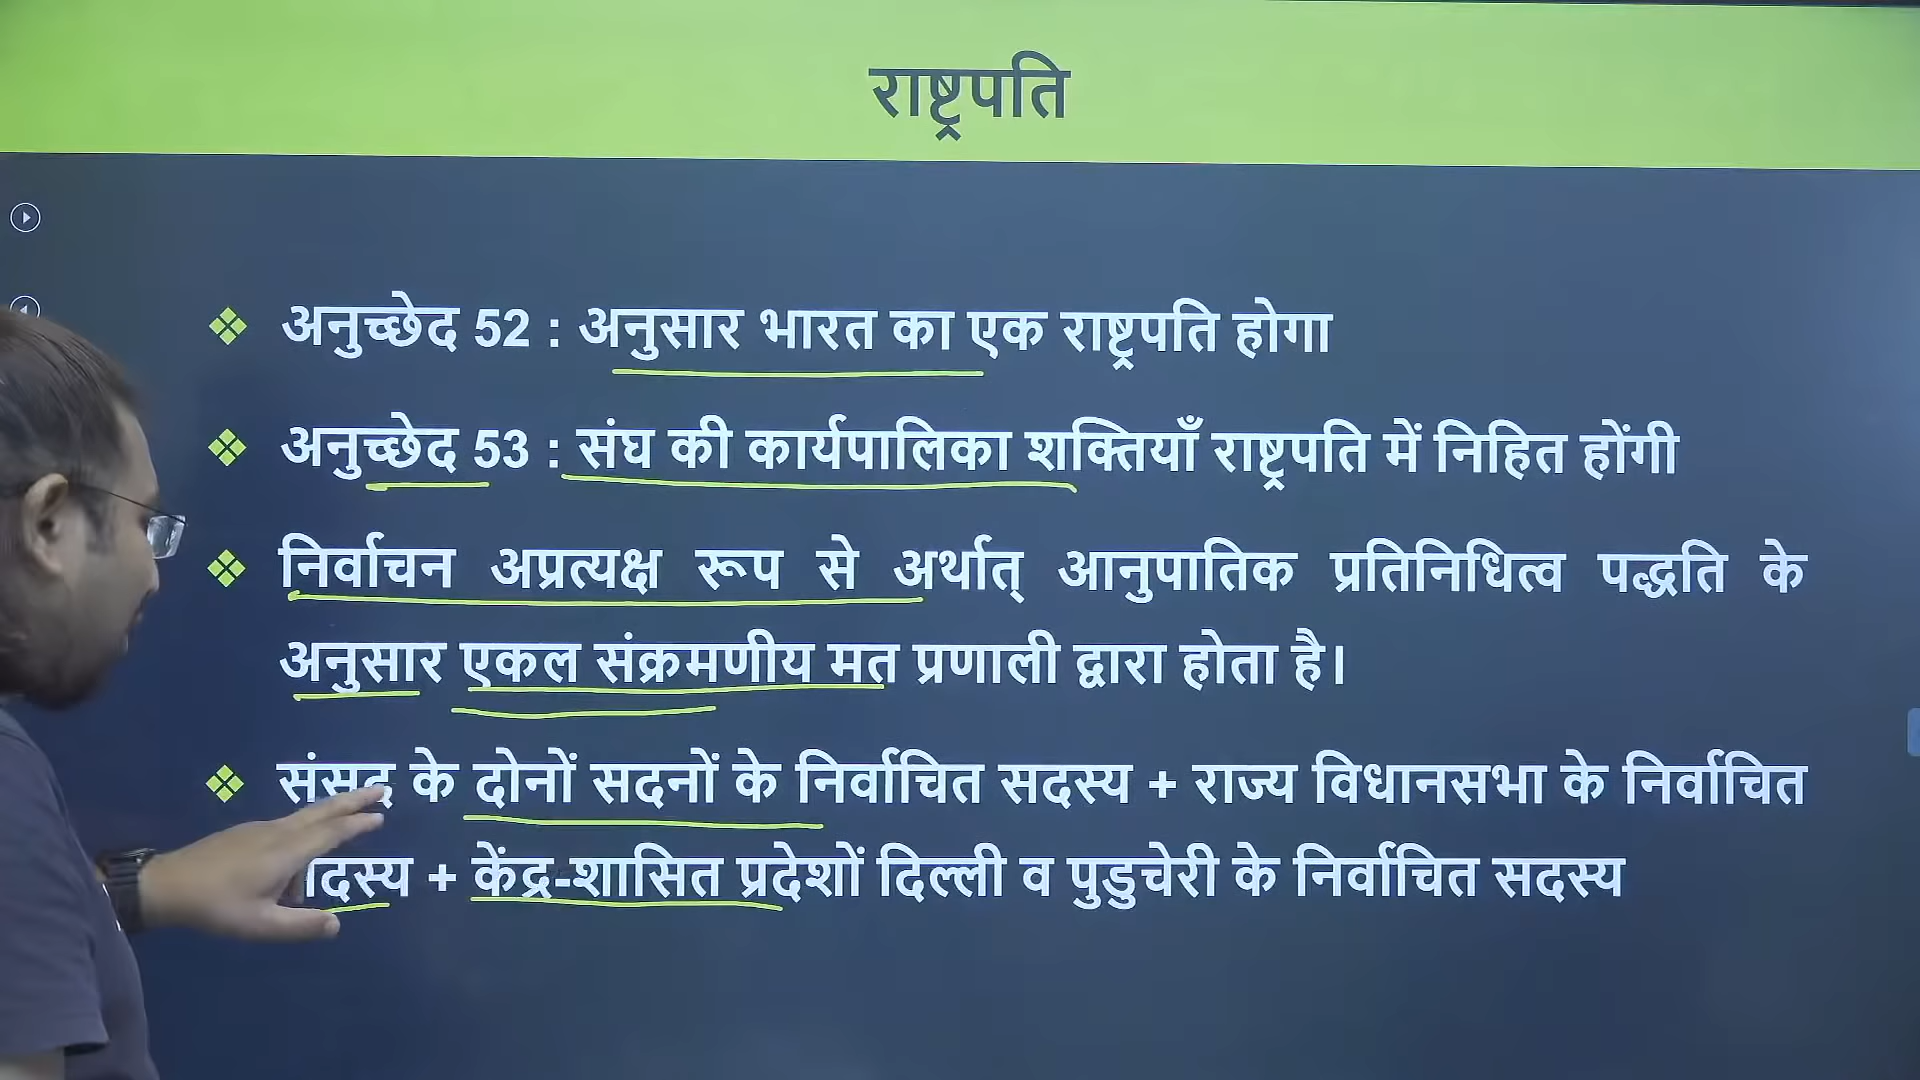 राष्ट्रपति
अनुच्छेद 52 : अनुसार भारत का एक राष्ट्रपति होगा
अनुच्छेद 53 : संघ की कार्यपालिका शक्तियाँ राष्ट्रपति में निहित होंगी
निर्वाचन अप्रत्यक्ष रूप से अर्थात् आनुपातिक प्रतिनिधित्व पद्धति के
अनुसार एकल संक्रमणीय मत प्रणाली द्वारा होता है।
संसद के दोनों सदनों के निर्वाचित सदस्य + राज्य विधानसभा के निर्वाचित
+ केंद्र-शासित प्रदेशों दिल्ली व पुडुचेरी के निर्वाचित सदस्य